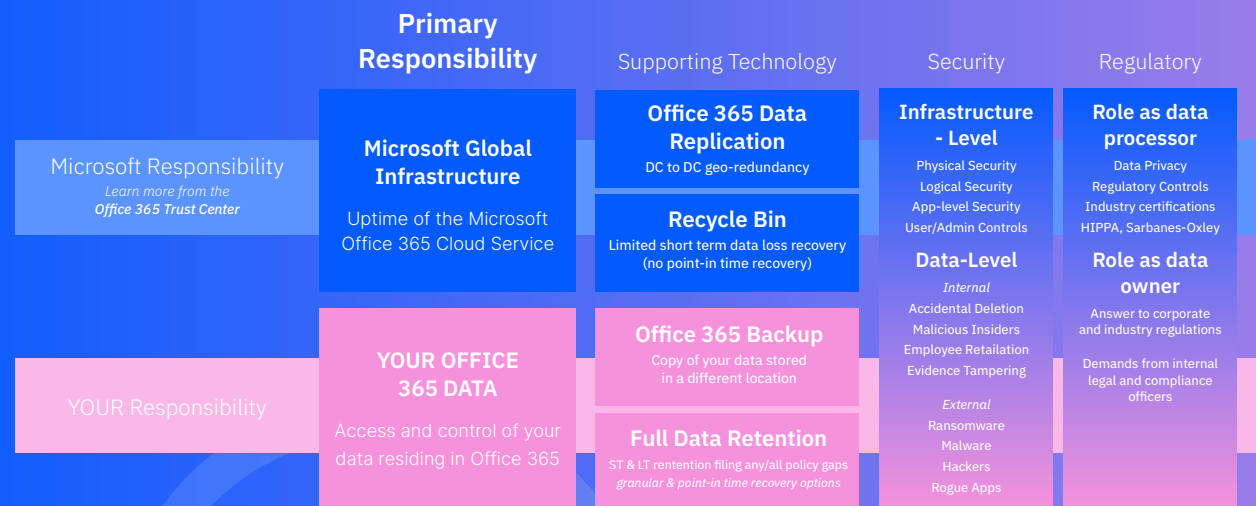 Primary
Responsibility
Supporting Technology
Security
Regulatory
Microsoft Responsibility
Learn more from the
Office 365 Trust Center
Microsoft Global
Infrastructure
Uptime of the Microsoft
Office 365 Cloud Service
Office 365 Data
Replication
DC to DC geo-redundancy
Recycle Bin
Limited short term data loss recovery
(no point-in time recovery)
Infrastructure
- Level
Physical Security
Logical Security
App-level Security
User/Admin Controls
Data-Level
Internal
Accidental Deletion
Malicious Insiders
Employee Retailation
Evidence Tampering
External
Ransomware
Malware
Hackers
Rogue Apps
Role as data
processor
Data Privacy
Regulatory Controls
Industry certifications
HIPPA, Sarbanes-Oxley
Role as data
owner
Answer to corporate
and industry regulations
Demands from internal
legal and compliance
officers
YOUR Responsibility
YOUR OFFICE
365 DATA
Access and control of your
data residing in Office 365
Office 365 Backup
Copy of your data stored
in a different location
Full Data Retention
ST & LT rentention filing any/all policy gaps
granular & point-in time recovery options